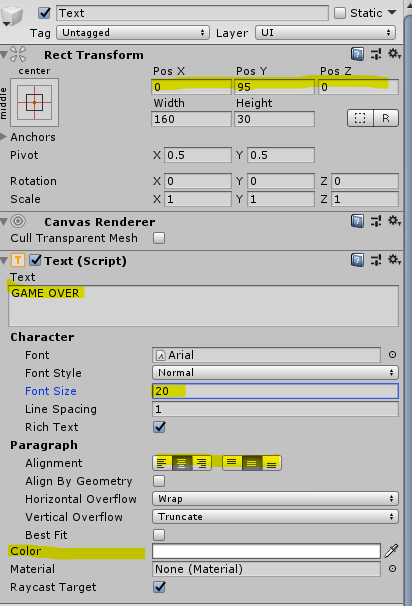 Text Static
Tag Untagged Layer UI
Rect Transform
center Pos X Pos Y Pos Z
middle 0 95 0
Width Height
160 30 R
Anchors
Pivot X 0.5 Y 0.5
Rotation X 0 Y 0 Z 0
Scale X 1 Y 1 Z 1
Canvas Renderer
Cull Transparent Mesh
T Text (Script)
Text
GAME OVER
Character
Font A Arial
Font Style Normal
Font Size 20
Line Spacing 1
Rich Text
Paragraph
Alignment
Align By Geometry
Horizontal Overflow Wrap
Vertical Overflow Truncate
Best Fit
Color
Material None (Material)
Raycast Target